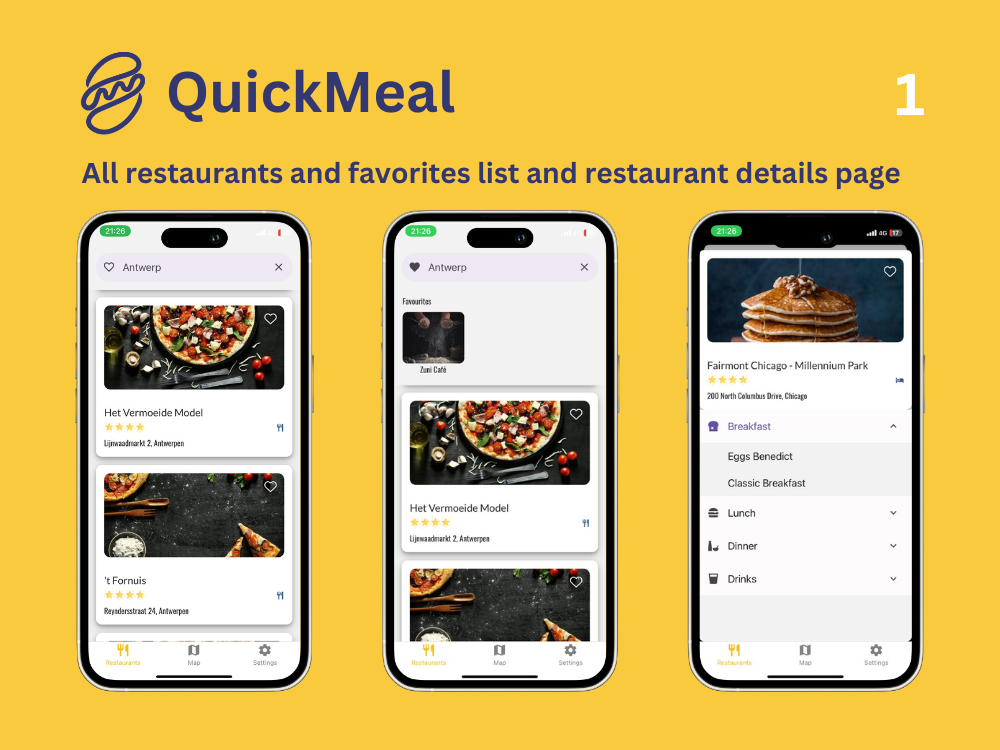 QuickMeal
1
All restaurants and favorites list and restaurant details page
21:26
Antwerp
Het Vermoeide Model
Lijnwaadmarkt 2, Antwerpen
't Fornuis
Reyndersstraat 24, Antwerpen
Restaurants
Map
Settings
21:26
Antwerp
Favourites
Zuni Café
Het Vermoeide Model
Lijnwaadmarkt 2, Antwerpen
Restaurants
Map
Settings
21:26
4G 17
Fairmont Chicago - Millennium Park
200 North Columbus Drive, Chicago
Breakfast
Eggs Benedict
Classic Breakfast
Lunch
Dinner
Drinks
Restaurants
Map
Settings